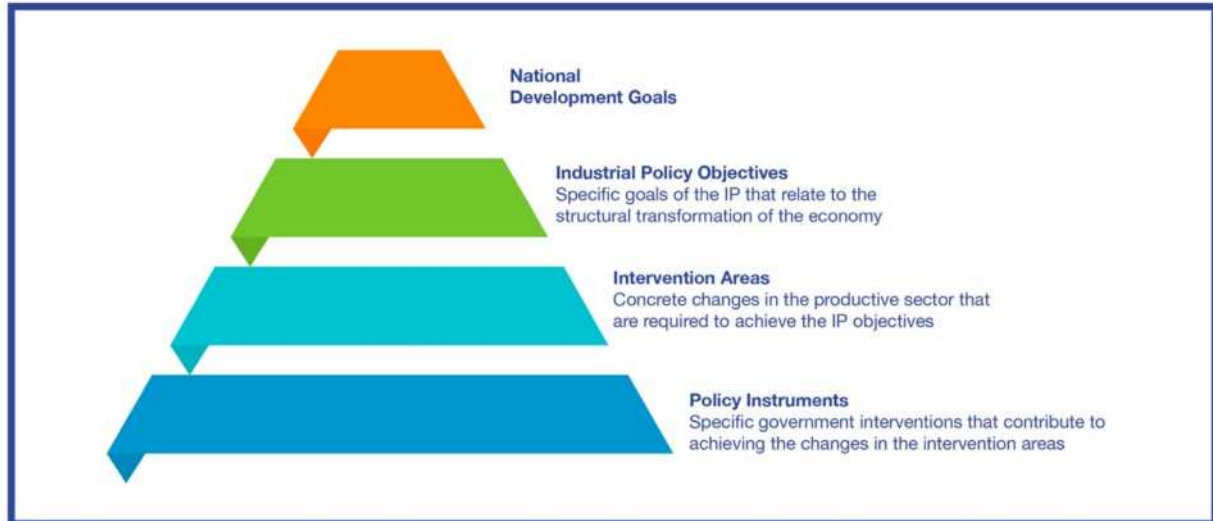 National
Development Goals
Industrial Policy Objectives
Specific goals of the IP that relate to the
structural transformation of the economy
Intervention Areas
Concrete changes in the productive sector that
are required to achieve the IP objectives
Policy Instruments
Specific government interventions that contribute to
achieving the changes in the intervention areas